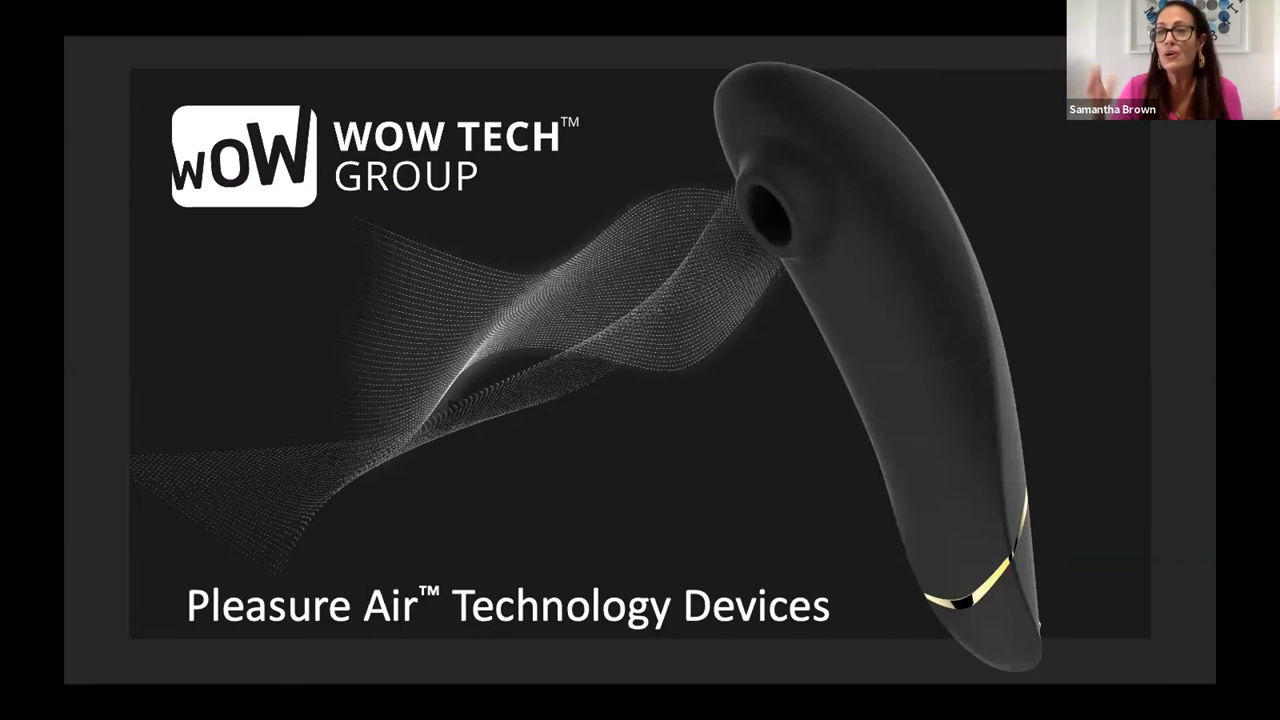 WOW
WOW TECH™
GROUP
Pleasure Air™ Technology Devices
Samantha Brown